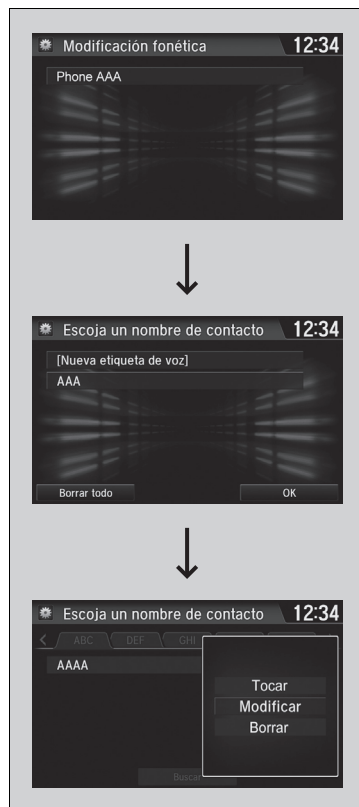 Modificación fonética 12:34
Phone AAA
Escoja un nombre de contacto 12:34
[Nueva etiqueta de voz]
AAA
Borrar todo OK
Escoja un nombre de contacto 12:34
ABC DEF GHI
AAAA
Tocar
Modificar
Borrar
Buscar